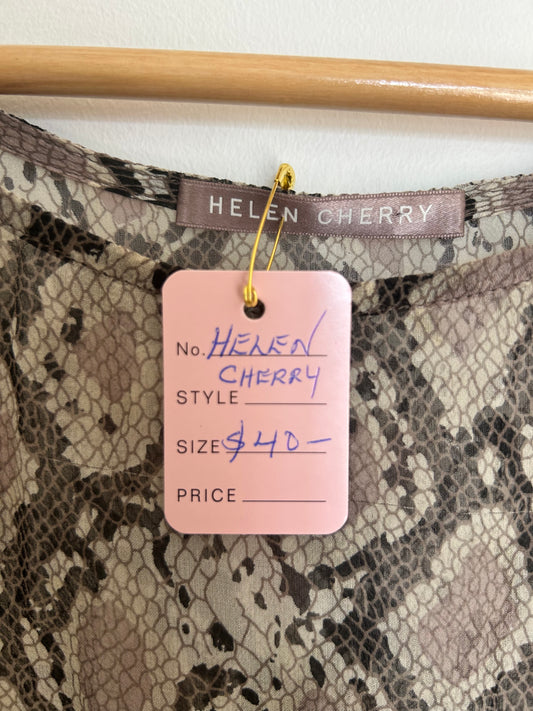 HELEN CHERRY
No. HELEN
CHERRY
STYLE
SIZE $40-
PRICE